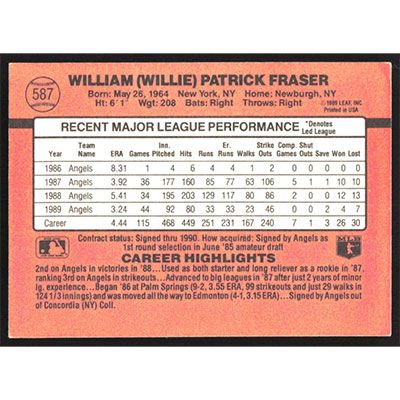 587
WILLIAM (WILLIE) PATRICK FRASER
Born: May 26, 1964 New York, NY Home: Newburgh, NY
Ht: 6'1" Wgt: 208 Bats: Right Throws: Right
©1989 LEAF, INC.
Printed in USA
RECENT MAJOR LEAGUE PERFORMANCE *Denotes Led League
Year Team Name ERA Games Inn. Pitched Hits Runs Er. Runs Walks Strike Outs Comp. Games Shut Outs Save Won Lost
1986 Angels 8.31 1 4 6 4 4 1 2 0 0 0 0 0
1987 Angels 3.92 36 177 160 85 77 63 106 5 1 1 10 10
1988 Angels 5.41 34 195 203 129 117 80 86 2 0 0 12 13
1989 Angels 3.24 44 92 80 33 33 23 46 0 0 2 4 7
Career 4.44 115 468 449 251 231 167 240 7 1 3 26 30
Contract status: Signed thru 1990. How acquired: Signed by Angels as
1st round selection in June '85 amateur draft
CAREER HIGHLIGHTS
2nd on Angels in victories in '88...Used as both starter and long reliever as a rookie in '87,
ranking 3rd on Angels in strikeouts...Advanced to big leagues in '87 after just 2 years of minor
lg. experience...Began '86 at Palm Springs (9-2, 3.55 ERA, 99 strikeouts and just 29 walks in
124 1/3 innings) and was moved all the way to Edmonton (4-1, 3.15 ERA)...Signed by Angels out
of Concordia (NY) Coll.